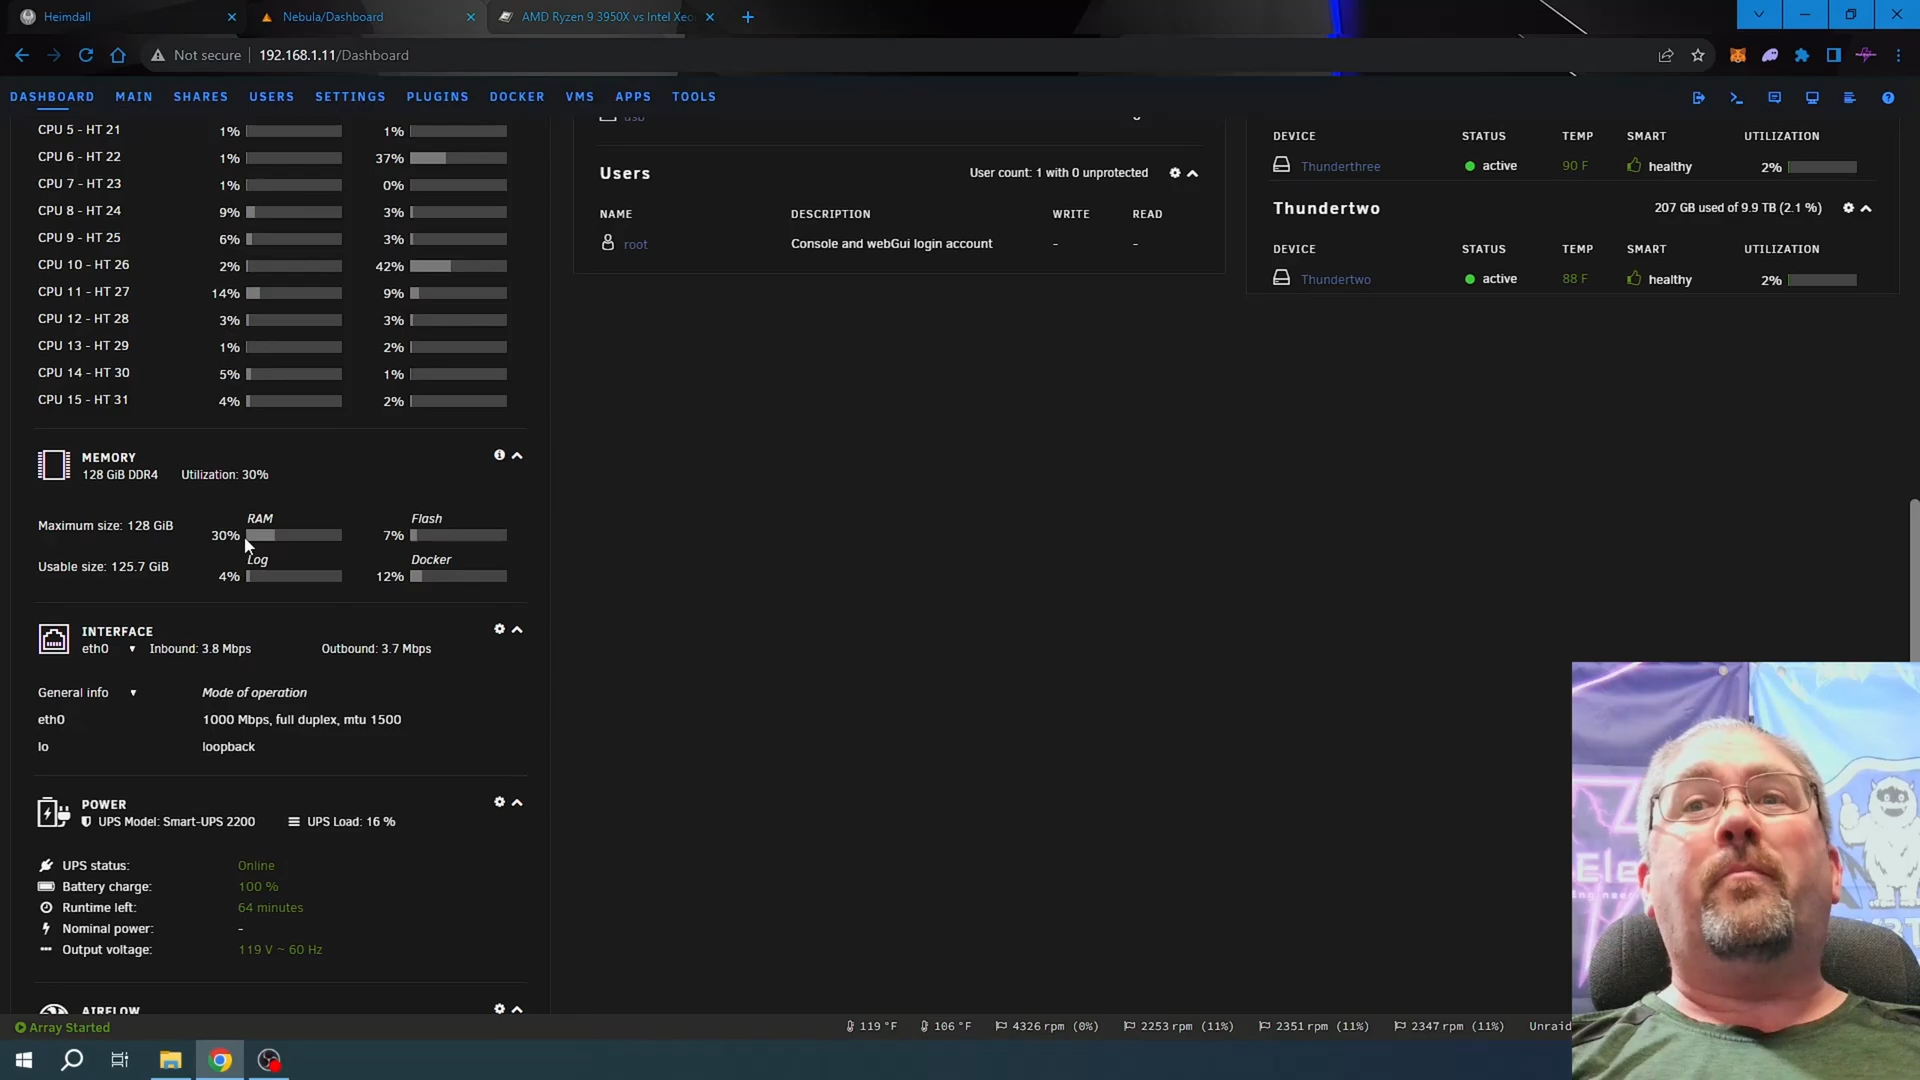 Heimdall
Nebula/Dashboard
AMD Ryzen 9 3950X vs Intel Xeo
Not secure
192.168.1.11/Dashboard
DASHBOARD MAIN SHARES USERS SETTINGS PLUGINS DOCKER VMS APPS TOOLS
CPU 5 - HT 21 1% 1%
CPU 6 - HT 22 1% 37%
CPU 7 - HT 23 1% 0%
CPU 8 - HT 24 9% 3%
CPU 9 - HT 25 6% 3%
CPU 10 - HT 26 2% 42%
CPU 11 - HT 27 14% 9%
CPU 12 - HT 28 3% 3%
CPU 13 - HT 29 1% 2%
CPU 14 - HT 30 5% 1%
CPU 15 - HT 31 4% 2%
MEMORY
128 GiB DDR4 Utilization: 30%
RAM Flash
Maximum size: 128 GiB 30% 7%
Log Docker
Usable size: 125.7 GiB 4% 12%
INTERFACE
eth0 Inbound: 3.8 Mbps Outbound: 3.7 Mbps
General info Mode of operation
eth0 1000 Mbps, full duplex, mtu 1500
lo loopback
POWER
UPS Model: Smart-UPS 2200 UPS Load: 16 %
UPS status: Online
Battery charge: 100 %
Runtime left: 64 minutes
Nominal power: -
Output voltage: 119 V ~ 60 Hz
AIRFLOW
usb
Users User count: 1 with 0 unprotected
NAME DESCRIPTION WRITE READ
root Console and webGui login account - -
DEVICE STATUS TEMP SMART UTILIZATION
Thunderthree active 90 F healthy 2%
Thundertwo 207 GB used of 9.9 TB (2.1 %)
DEVICE STATUS TEMP SMART UTILIZATION
Thundertwo active 88 F healthy 2%
Array Started
119 °F 106 °F 4326 rpm (0%) 2253 rpm (11%) 2351 rpm (11%) 2347 rpm (11%) Unraid
Ele